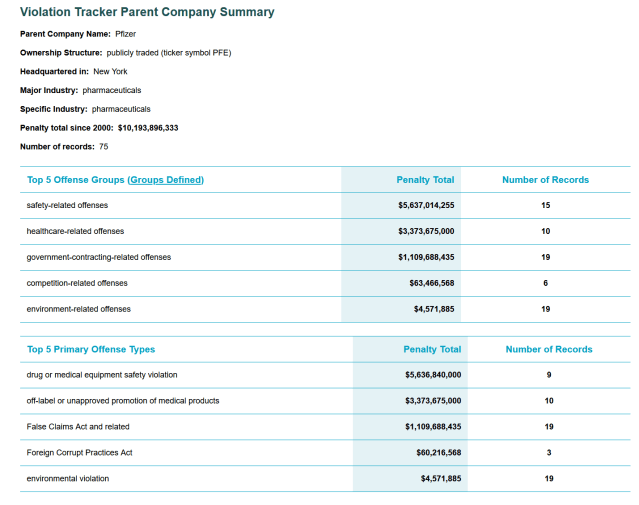 Violation Tracker Parent Company Summary
Parent Company Name: Pfizer
Ownership Structure: publicly traded (ticker symbol PFE)
Headquartered in: New York
Major Industry: pharmaceuticals
Specific Industry: pharmaceuticals
Penalty total since 2000: $10,193,896,333
Number of records: 75
Top 5 Offense Groups (Groups Defined) Penalty Total Number of Records
safety-related offenses $5,637,014,255 15
healthcare-related offenses $3,373,675,000 10
government-contracting-related offenses $1,109,688,435 19
competition-related offenses $63,466,568 6
environment-related offenses $4,571,885 19
Top 5 Primary Offense Types Penalty Total Number of Records
drug or medical equipment safety violation $5,636,840,000 9
off-label or unapproved promotion of medical products $3,373,675,000 10
False Claims Act and related $1,109,688,435 19
Foreign Corrupt Practices Act $60,216,568 3
environmental violation $4,571,885 19